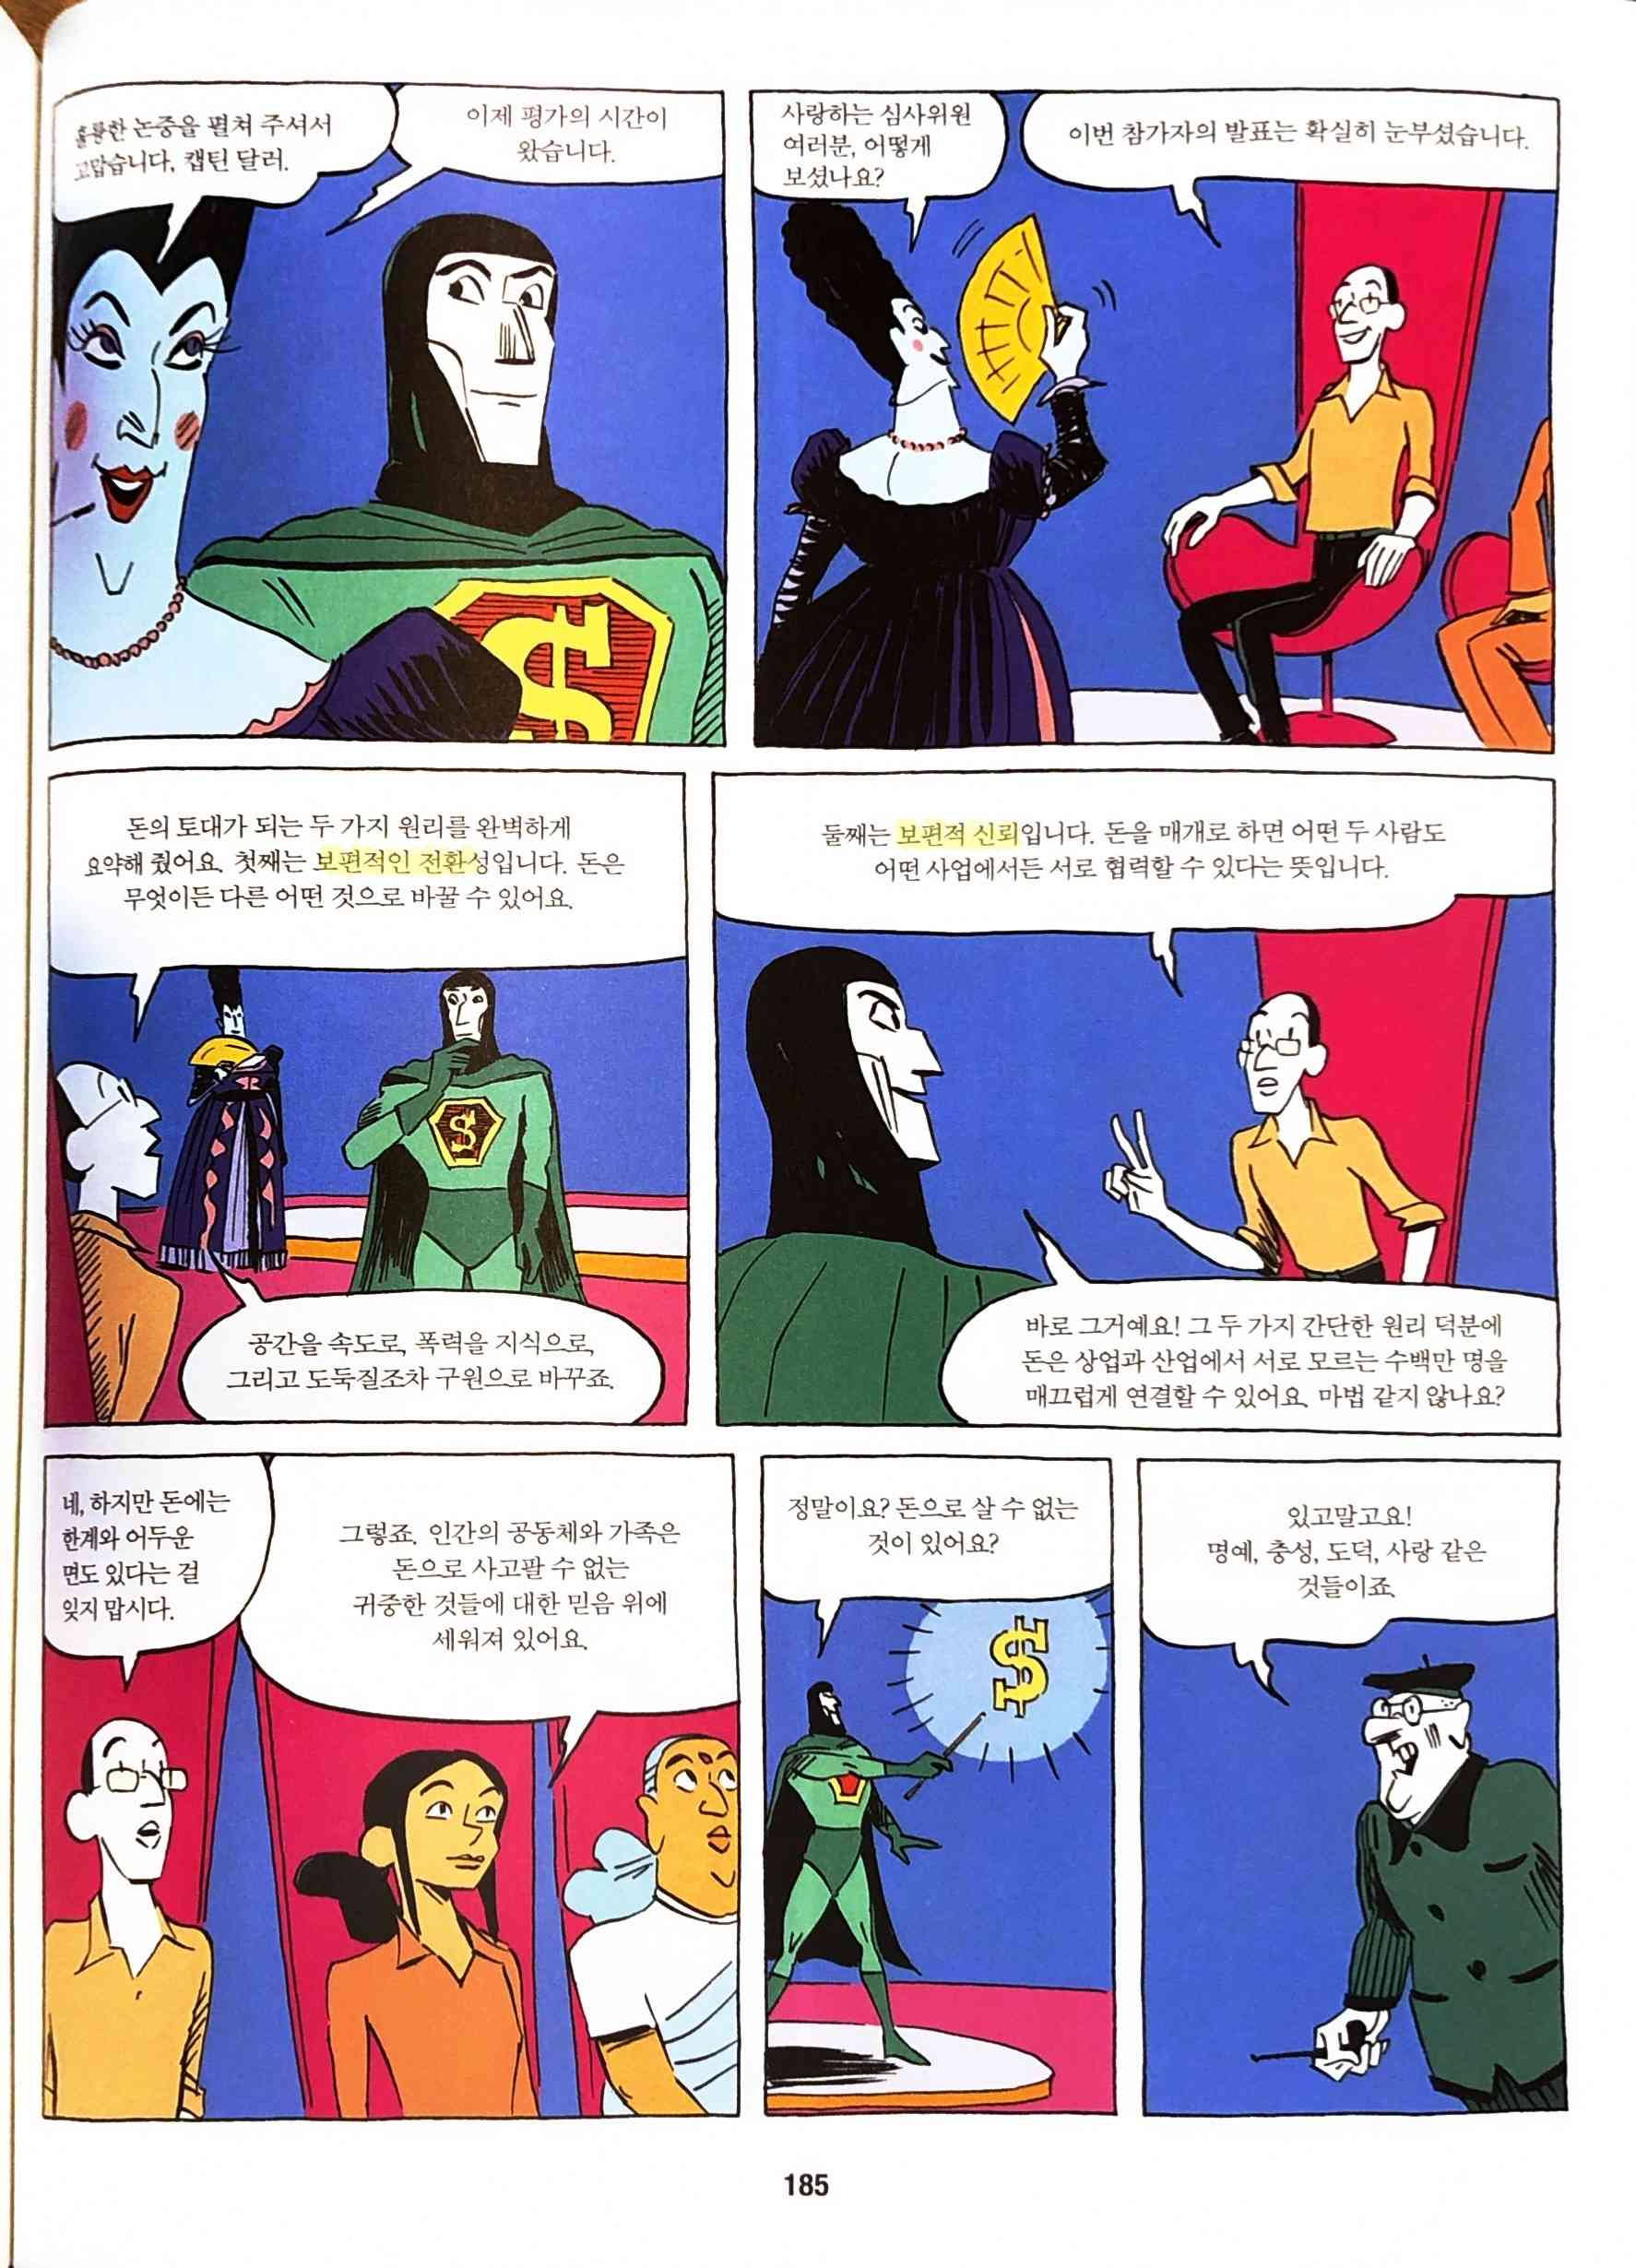 훌륭한 논증을 펼쳐 주셔서
고맙습니다, 캡틴 달러.
이제 평가의 시간이
왔습니다.
$
사랑하는 심사위원
여러분, 어떻게
보셨나요?
이번 참가자의 발표는 확실히 눈부셨습니다.
돈의 토대가 되는 두 가지 원리를 완벽하게
요약해 줬어요. 첫째는 보편적인 전환성입니다. 돈은
무엇이든 다른 어떤 것으로 바꿀 수 있어요.
$
공간을 속도로, 폭력을 지식으로,
그리고 도둑질조차 구원으로 바꾸죠.
둘째는 보편적 신뢰입니다. 돈을 매개로 하면 어떤 두 사람도
어떤 사업에서든 서로 협력할 수 있다는 뜻입니다.
바로 그거예요! 그 두 가지 간단한 원리 덕분에
돈은 상업과 산업에서 서로 모르는 수백만 명을
매끄럽게 연결할 수 있어요. 마법 같지 않나요?
네, 하지만 돈에는
한계와 어두운
면도 있다는 걸
잊지 맙시다.
그렇죠. 인간의 공동체와 가족은
돈으로 사고팔 수 없는
귀중한 것들에 대한 믿음 위에
세워져 있어요.
정말이요? 돈으로 살 수 없는
것이 있어요?
$
있고말고요!
명예, 충성, 도덕, 사랑 같은
것들이죠.
185